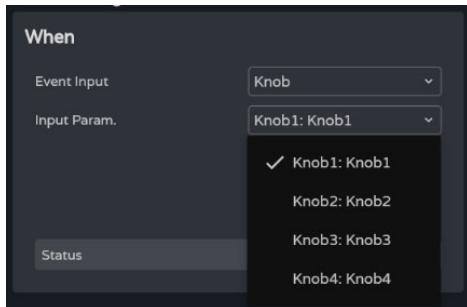 When
Event Input Knob
Input Param. Knob1: Knob1
Knob1: Knob1
Knob2: Knob2
Knob3: Knob3
Status
Knob4: Knob4